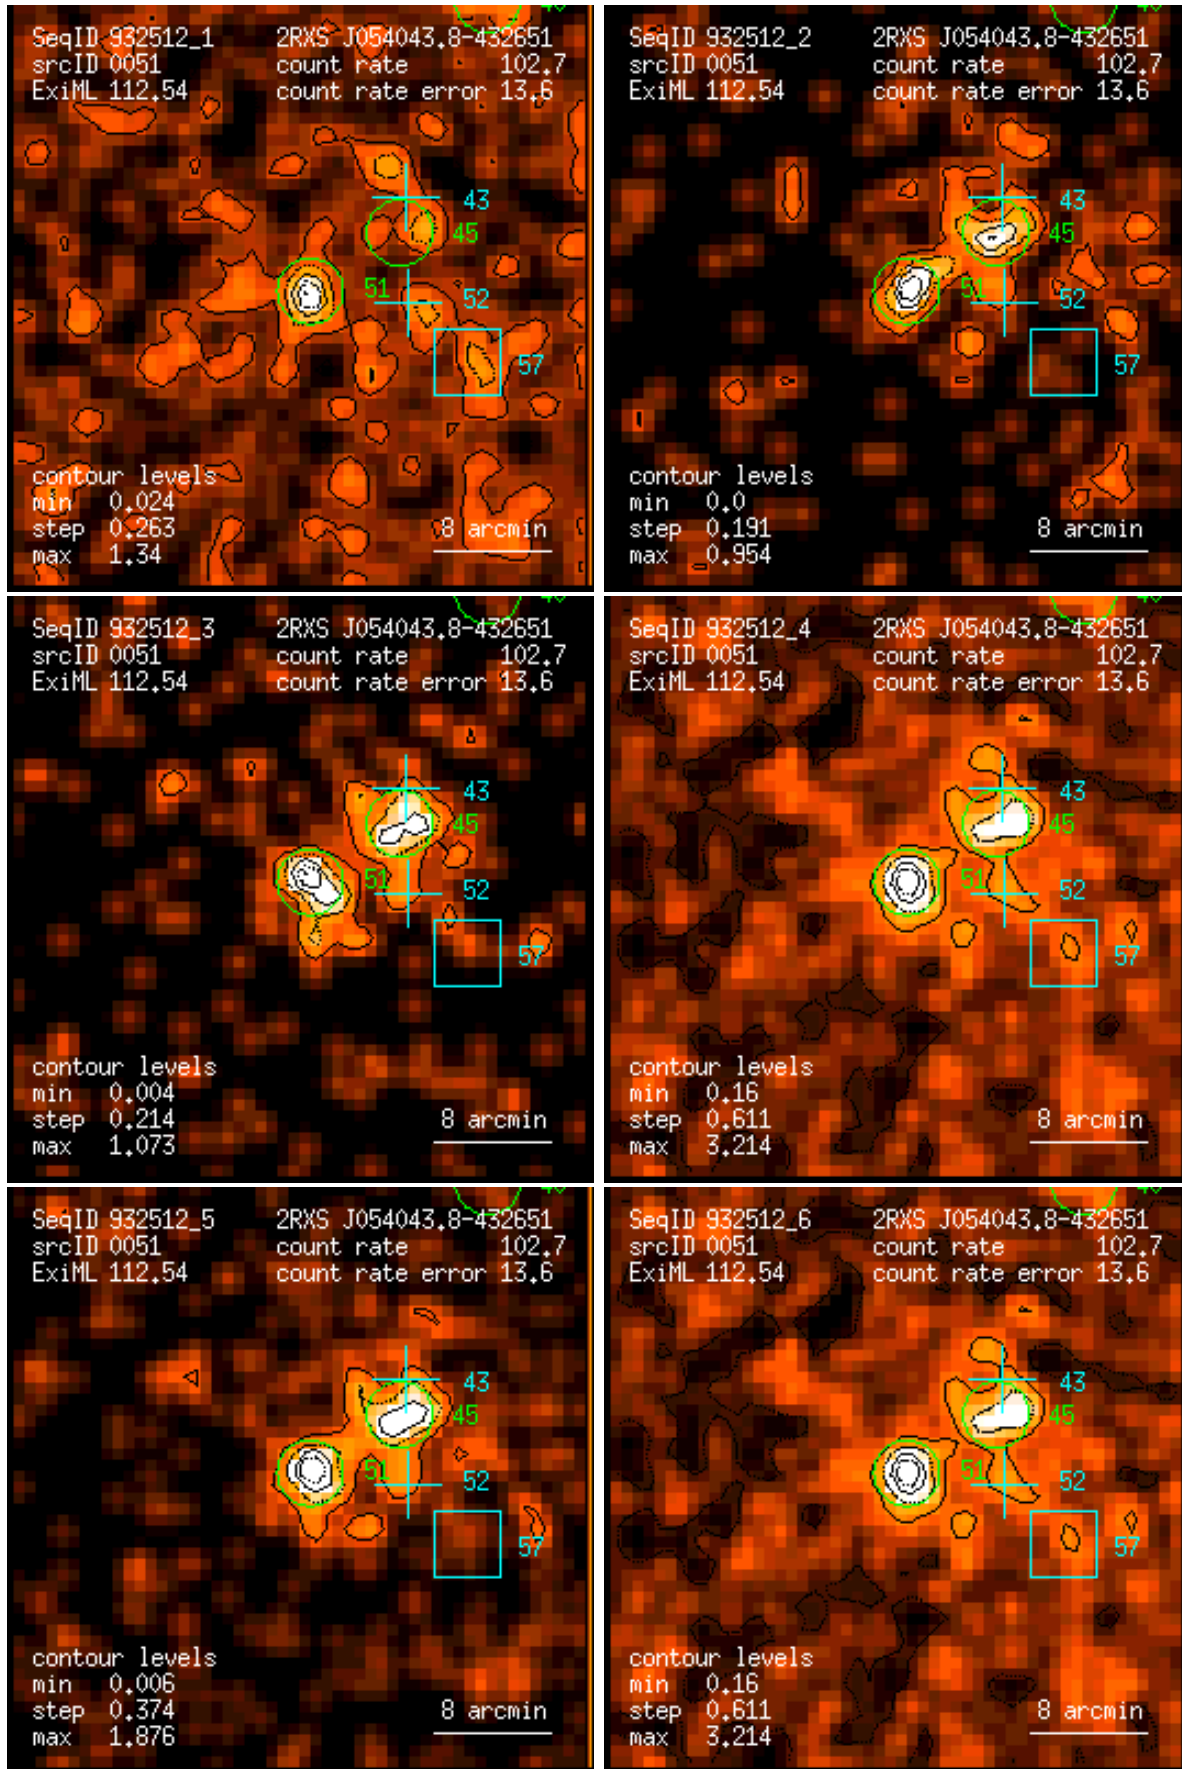 SeqID 932512_1 2RXS J054043.8-432651
srcID 0051 count rate 102.7
ExiML 112.54 count rate error 13.6
43
45
51
52
57
contour levels
min 0.024
step 0.263 8 arcmin
max 1.34
SeqID 932512_2 2RXS J054043.8-432651
srcID 0051 count rate 102.7
ExiML 112.54 count rate error 13.6
43
45
51
52
57
contour levels
min 0.0
step 0.191 8 arcmin
max 0.954
SeqID 932512_3 2RXS J054043.8-432651
srcID 0051 count rate 102.7
ExiML 112.54 count rate error 13.6
43
45
51
52
57
contour levels
min 0.004
step 0.214 8 arcmin
max 1.073
SeqID 932512_4 2RXS J054043.8-432651
srcID 0051 count rate 102.7
ExiML 112.54 count rate error 13.6
43
45
51
52
57
contour levels
min 0.16
step 0.611 8 arcmin
max 3.214
SeqID 932512_5 2RXS J054043.8-432651
srcID 0051 count rate 102.7
ExiML 112.54 count rate error 13.6
43
45
51
52
57
contour levels
min 0.006
step 0.374 8 arcmin
max 1.876
SeqID 932512_6 2RXS J054043.8-432651
srcID 0051 count rate 102.7
ExiML 112.54 count rate error 13.6
43
45
51
52
57
contour levels
min 0.16
step 0.611 8 arcmin
max 3.214